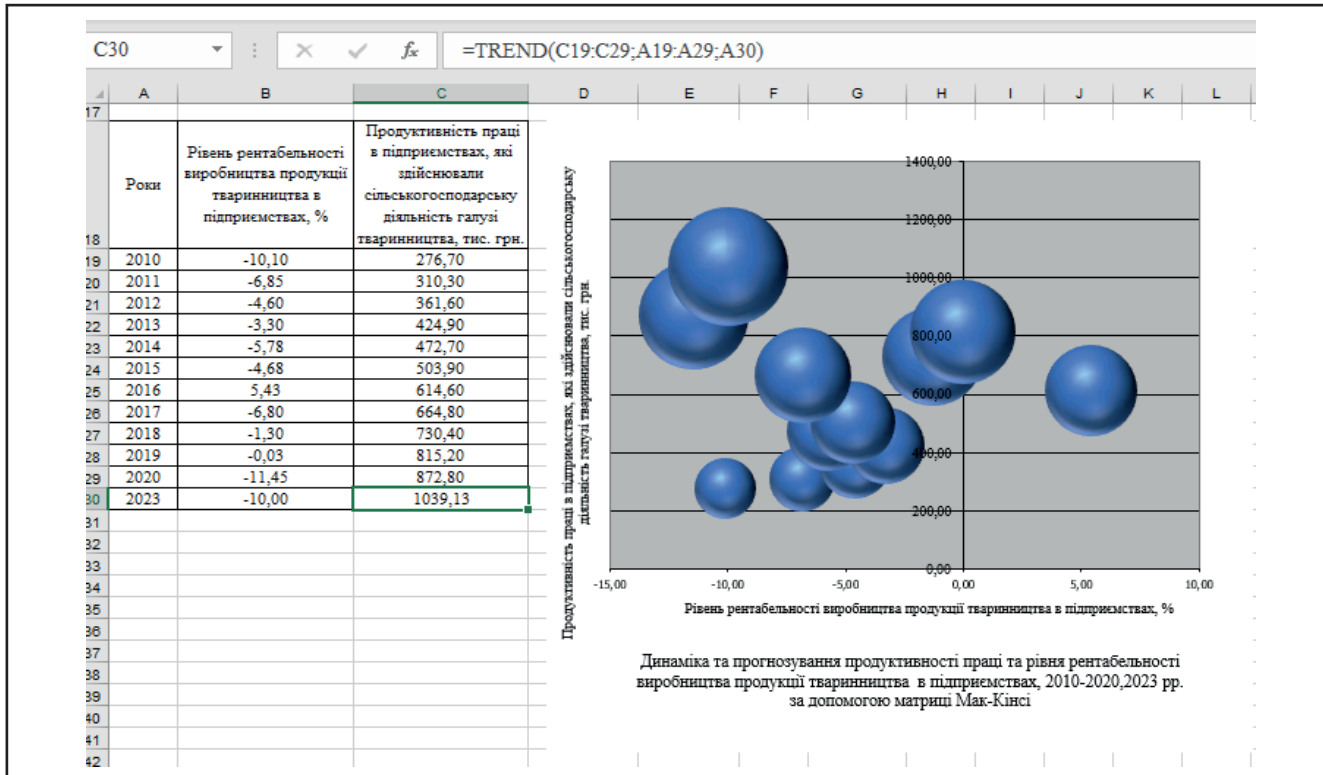 C30
fx
=TREND(C19:C29;A19:A29;A30)
A B C D E F G H I J K L
17
18
Роки
Рівень рентабельності
виробництва продукції
тваринництва в
підприємствах, %
Продуктивність праці
в підприємствах, які
здійснювали
сільськогосподарську
діяльність галузі
тваринництва, тис. грн.
19 2010 -10,10 276,70
20 2011 -6,85 310,30
21 2012 -4,60 361,60
22 2013 -3,30 424,90
23 2014 -5,78 472,70
24 2015 -4,68 503,90
25 2016 5,43 614,60
26 2017 -6,80 664,80
27 2018 -1,30 730,40
28 2019 -0,03 815,20
29 2020 -11,45 872,80
30 2023 -10,00 1039,13
31
32
33
34
35
36
37
38
39
40
41
42
Продуктивність праці в підприємствах, які здійснювали сільськогосподарську
діяльність галузі тваринництва, тис. грн.
1400,00
1200,00
1000,00
800,00
600,00
400,00
200,00
0,00
-15,00 -10,00 -5,00 0,00 5,00 10,00
Рівень рентабельності виробництва продукції тваринництва в підприємствах, %
Динаміка та прогнозування продуктивності праці та рівня рентабельності
виробництва продукції тваринництва в підприємствах, 2010-2020,2023 рр.
за допомогою матриці Мак-Кінсі